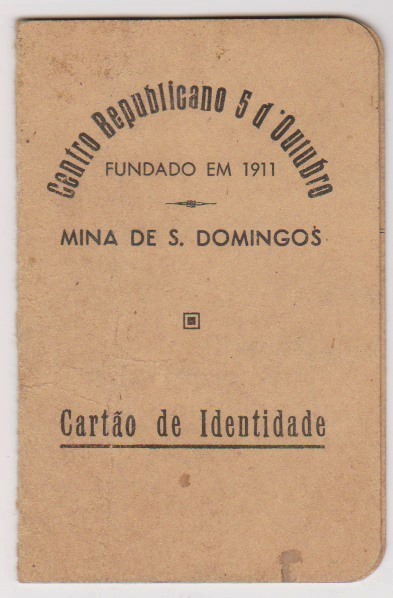 Centro Republicano 5 d'Outubro
FUNDADO EM 1911
MINA DE S. DOMINGOS
Cartão de Identidade